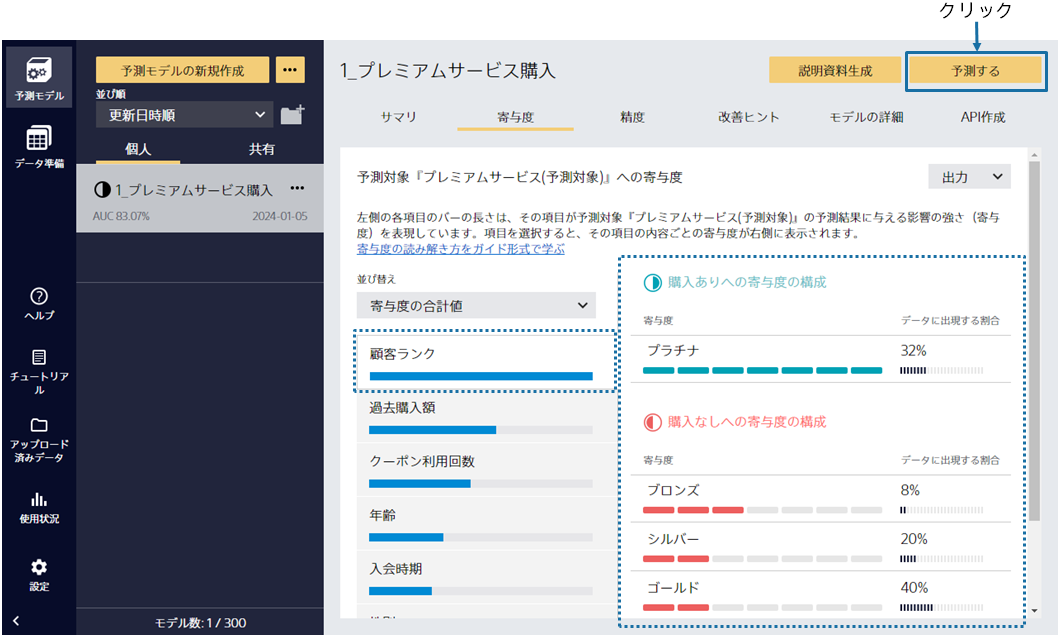 クリック
予測モデル
データ準備
ヘルプ
チュートリア
ル
アップロード
済みデータ
使用状況
設定
予測モデルの新規作成
並び順
更新日時順
個人
共有
1_プレミアムサービス購入
AUC 83.07%
2024-01-05
モデル数: 1 / 300
1_プレミアムサービス購入
説明資料生成
予測する
サマリ
寄与度
精度
改善ヒント
モデルの詳細
API作成
予測対象『プレミアムサービス(予測対象)』への寄与度
出力
左側の各項目のバーの長さは、その項目が予測対象『プレミアムサービス(予測対象)』の予測結果に与える影響の強さ（寄与
度）を表現しています。項目を選択すると、その項目の内容ごとの寄与度が右側に表示されます。
寄与度の読み解き方をガイド形式で学ぶ
並び替え
寄与度の合計値
顧客ランク
過去購入額
クーポン利用回数
年齢
入会時期
購入ありへの寄与度の構成
寄与度
データに出現する割合
プラチナ
32%
購入なしへの寄与度の構成
寄与度
データに出現する割合
ブロンズ
8%
シルバー
20%
ゴールド
40%